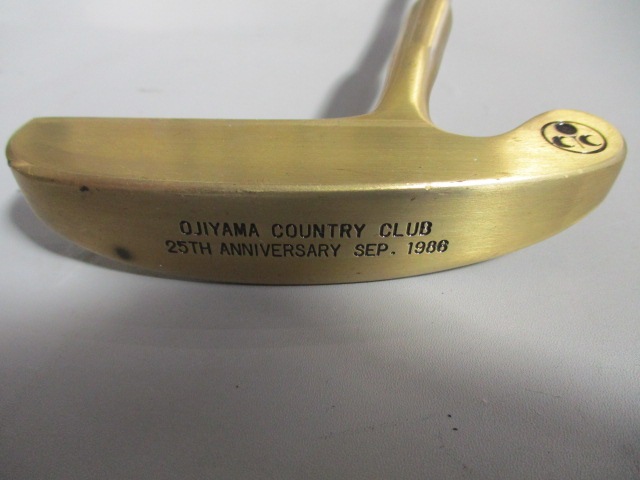 OJIYAMA COUNTRY CLUB
25TH ANNIVERSARY SEP. 1986